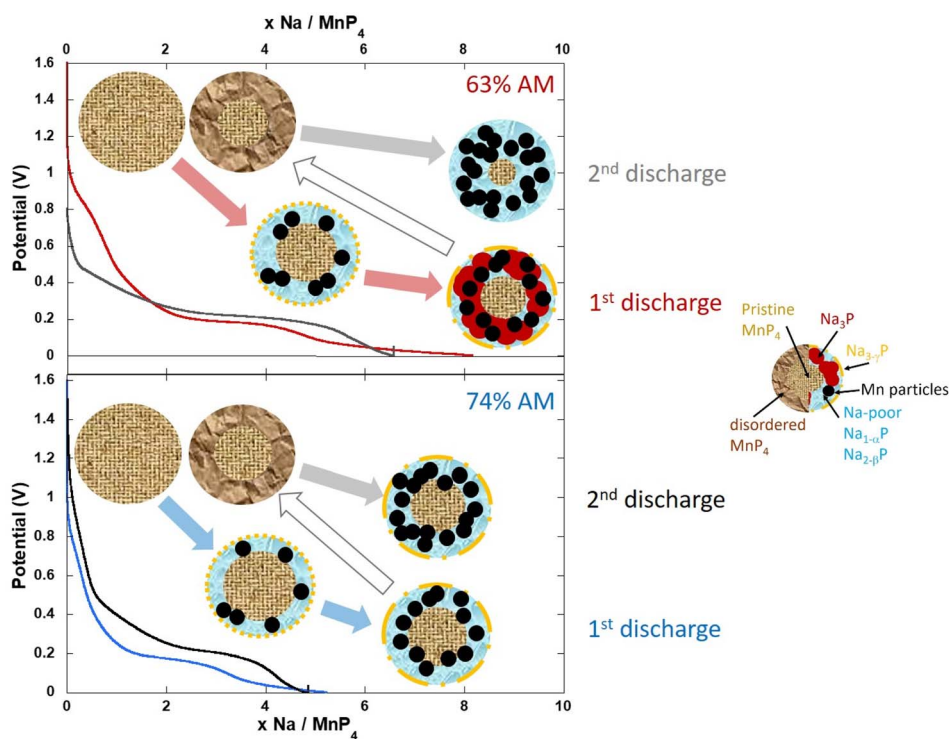 x Na / MnP₄
0 2 4 6 8 10
1.6
1.4
1.2
1
0.8
0.6
0.4
0.2
0
Potential (V)
63% AM
2nd discharge
1st discharge
Pristine
MnP₄
Na₃P
Na₃₋ᵧP
Mn particles
disordered
MnP₄
Na-poor
Na₁₋αP
Na₂₋βP
1.6
1.4
1.2
1
0.8
0.6
0.4
0.2
0
Potential (V)
74% AM
2nd discharge
1st discharge
0 2 4 6 8 10
x Na / MnP₄